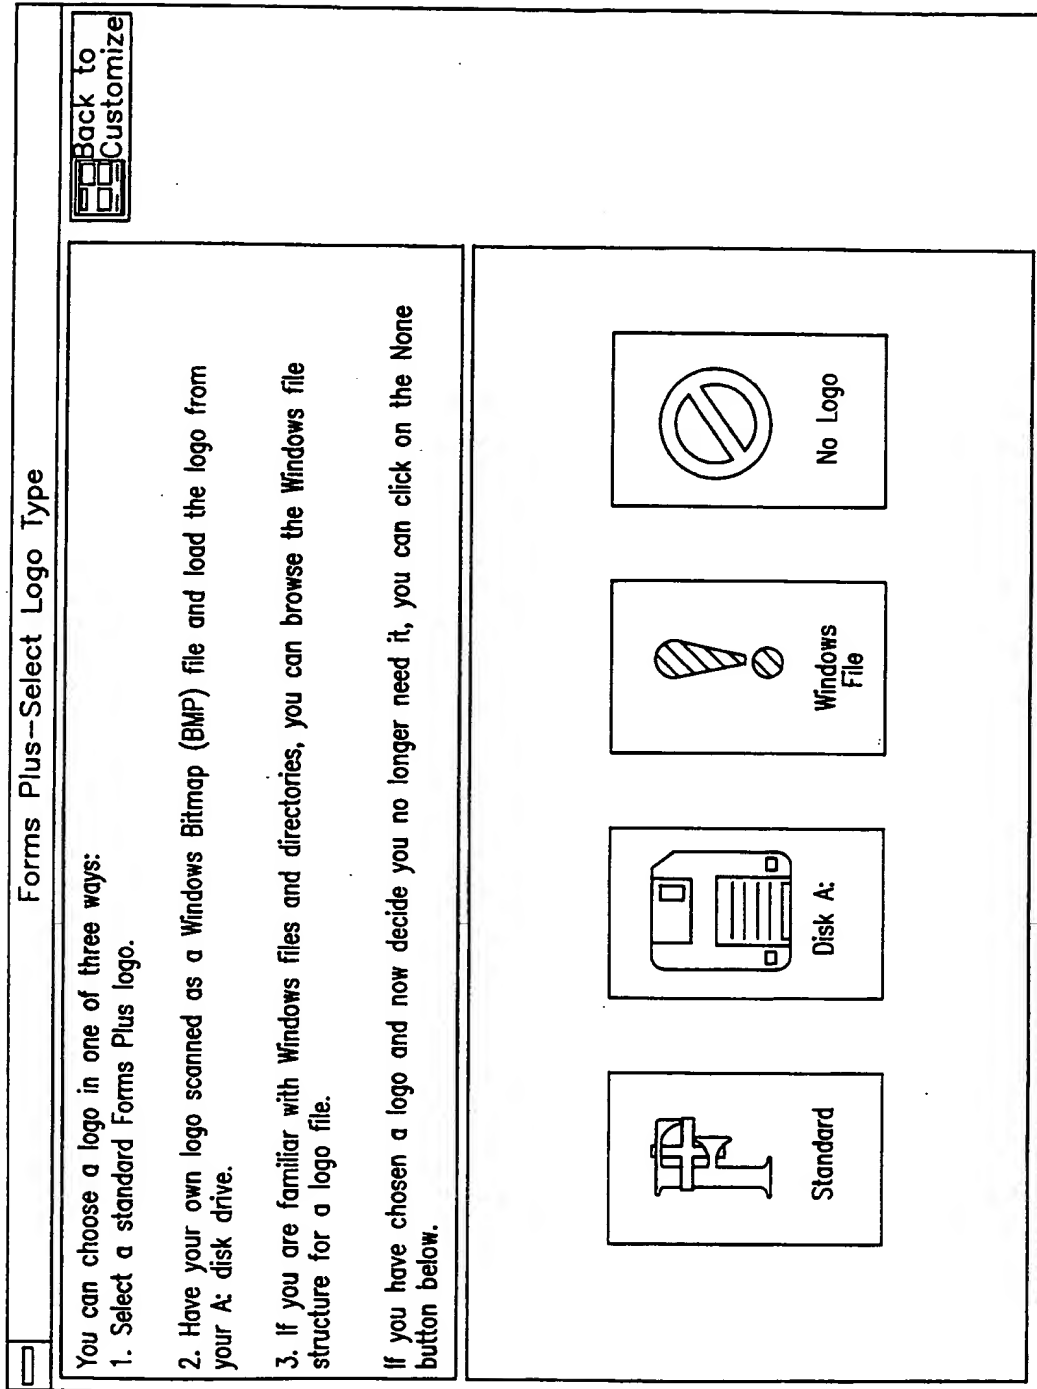 Forms Plus—Select Logo Type
Back to
Customize
You can choose a logo in one of three ways:
1. Select a standard Forms Plus logo.
2. Have your own logo scanned as a Windows Bitmap (BMP) file and load the logo from
your A: disk drive.
3. If you are familiar with Windows files and directories, you can browse the Windows file
structure for a logo file.
If you have chosen a logo and now decide you no longer need it, you can click on the None
button below.
Standard
Disk A:
Windows
File
No Logo